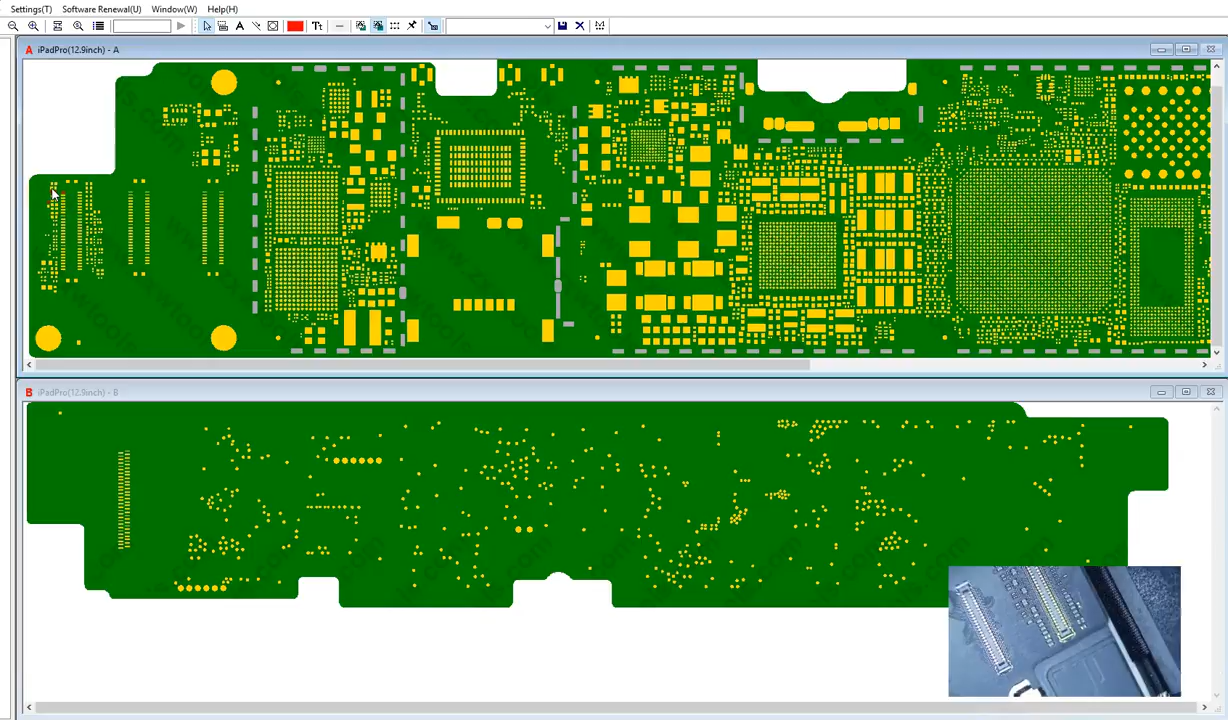 Settings(T) Software Renewal(U) Window(W) Help(H)
A iPadPro(12.9inch) - A
B iPadPro(12.9inch) - B